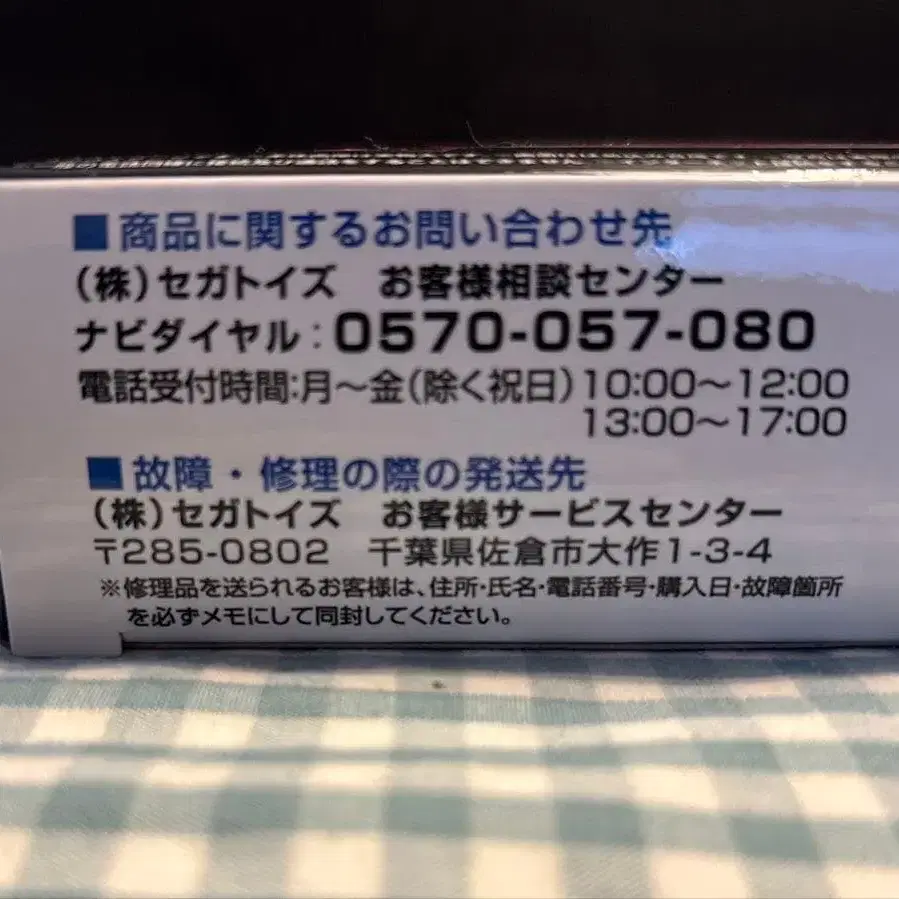 ■商品に関するお問い合わせ先
(株)セガトイズ お客様相談センター
ナビダイヤル:0570-057-080
電話受付時間:月～金(除く祝日)10:00～12:00
13:00～17:00
■故障・修理の際の発送先
(株)セガトイズ お客様サービスセンター
〒285-0802 千葉県佐倉市大作1-3-4
※修理品を送られるお客様は、住所・氏名・電話番号・購入日・故障箇所
を必ずメモにして同封してください。